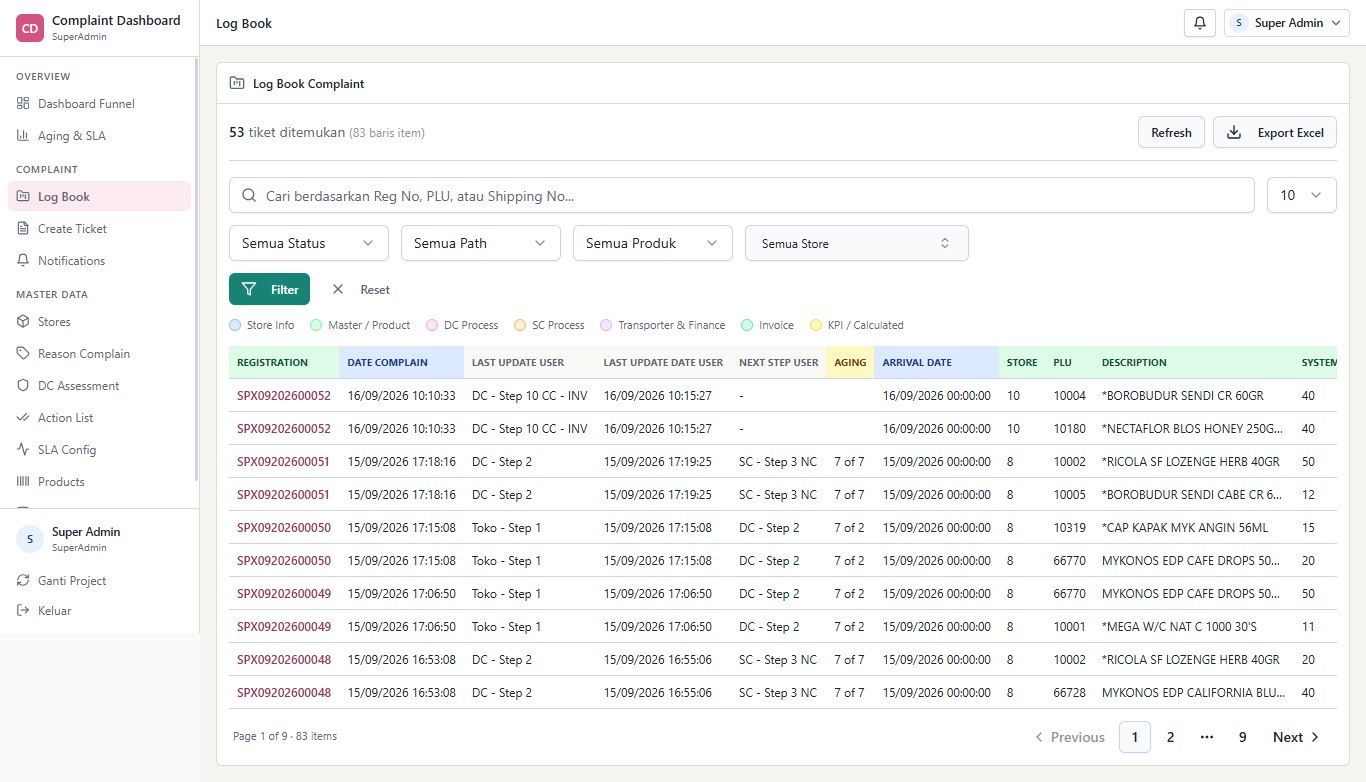 CD
Complaint Dashboard
SuperAdmin
OVERVIEW
Dashboard Funnel
Aging & SLA
COMPLAINT
Log Book
Create Ticket
Notifications
MASTER DATA
Stores
Reason Complain
DC Assessment
Action List
SLA Config
Products
S
Super Admin
SuperAdmin
Ganti Project
Keluar
Log Book
S Super Admin
Log Book Complaint
53 tiket ditemukan (83 baris item)
Refresh
Export Excel
Cari berdasarkan Reg No, PLU, atau Shipping No...
10
Semua Status
Semua Path
Semua Produk
Semua Store
Filter
Reset
Store Info
Master / Product
DC Process
SC Process
Transporter & Finance
Invoice
KPI / Calculated
REGISTRATION DATE COMPLAIN LAST UPDATE USER LAST UPDATE DATE USER NEXT STEP USER AGING ARRIVAL DATE STORE PLU DESCRIPTION SYSTEM
SPX09202600052 16/09/2026 10:10:33 DC - Step 10 CC - INV 16/09/2026 10:15:27 - 16/09/2026 00:00:00 10 10004 *BOROBUDUR SENDI CR 60GR 40
SPX09202600052 16/09/2026 10:10:33 DC - Step 10 CC - INV 16/09/2026 10:15:27 - 16/09/2026 00:00:00 10 10180 *NECTAFLOR BLOS HONEY 250G... 40
SPX09202600051 15/09/2026 17:18:16 DC - Step 2 15/09/2026 17:19:25 SC - Step 3 NC 7 of 7 15/09/2026 00:00:00 8 10002 *RICOLA SF LOZENGE HERB 40GR 50
SPX09202600051 15/09/2026 17:18:16 DC - Step 2 15/09/2026 17:19:25 SC - Step 3 NC 7 of 7 15/09/2026 00:00:00 8 10005 *BOROBUDUR SENDI CABE CR 6... 12
SPX09202600050 15/09/2026 17:15:08 Toko - Step 1 15/09/2026 17:15:08 DC - Step 2 7 of 2 15/09/2026 00:00:00 8 10319 *CAP KAPAK MYK ANGIN 56ML 15
SPX09202600050 15/09/2026 17:15:08 Toko - Step 1 15/09/2026 17:15:08 DC - Step 2 7 of 2 15/09/2026 00:00:00 8 66770 MYKONOS EDP CAFE DROPS 50... 20
SPX09202600049 15/09/2026 17:06:50 Toko - Step 1 15/09/2026 17:06:50 DC - Step 2 7 of 2 15/09/2026 00:00:00 8 66770 MYKONOS EDP CAFE DROPS 50... 50
SPX09202600049 15/09/2026 17:06:50 Toko - Step 1 15/09/2026 17:06:50 DC - Step 2 7 of 2 15/09/2026 00:00:00 8 10001 *MEGA W/C NAT C 1000 30'S 11
SPX09202600048 15/09/2026 16:53:08 DC - Step 2 15/09/2026 16:55:06 SC - Step 3 NC 7 of 7 15/09/2026 00:00:00 8 10002 *RICOLA SF LOZENGE HERB 40GR 20
SPX09202600048 15/09/2026 16:53:08 DC - Step 2 15/09/2026 16:55:06 SC - Step 3 NC 7 of 7 15/09/2026 00:00:00 8 66728 MYKONOS EDP CALIFORNIA BLU... 40
Page 1 of 9 · 83 items
Previous 1 2 ... 9 Next